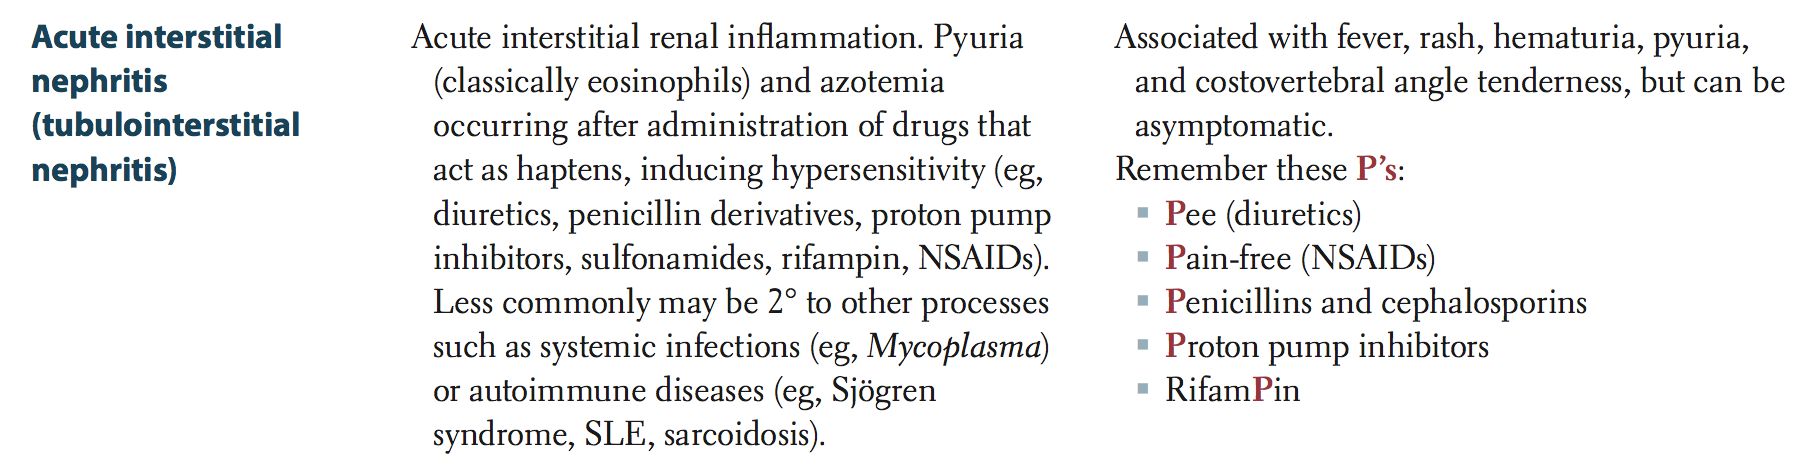 Acute interstitial
nephritis
(tubulointerstitial
nephritis)
Acute interstitial renal inflammation. Pyuria
(classically eosinophils) and azotemia
occurring after administration of drugs that
act as haptens, inducing hypersensitivity (eg,
diuretics, penicillin derivatives, proton pump
inhibitors, sulfonamides, rifampin, NSAIDs).
Less commonly may be 2° to other processes
such as systemic infections (eg, Mycoplasma)
or autoimmune diseases (eg, Sjögren
syndrome, SLE, sarcoidosis).
Associated with fever, rash, hematuria, pyuria,
and costovertebral angle tenderness, but can be
asymptomatic.
Remember these P's:
▪ Pee (diuretics)
▪ Pain-free (NSAIDs)
▪ Penicillins and cephalosporins
▪ Proton pump inhibitors
▪ RifamPin